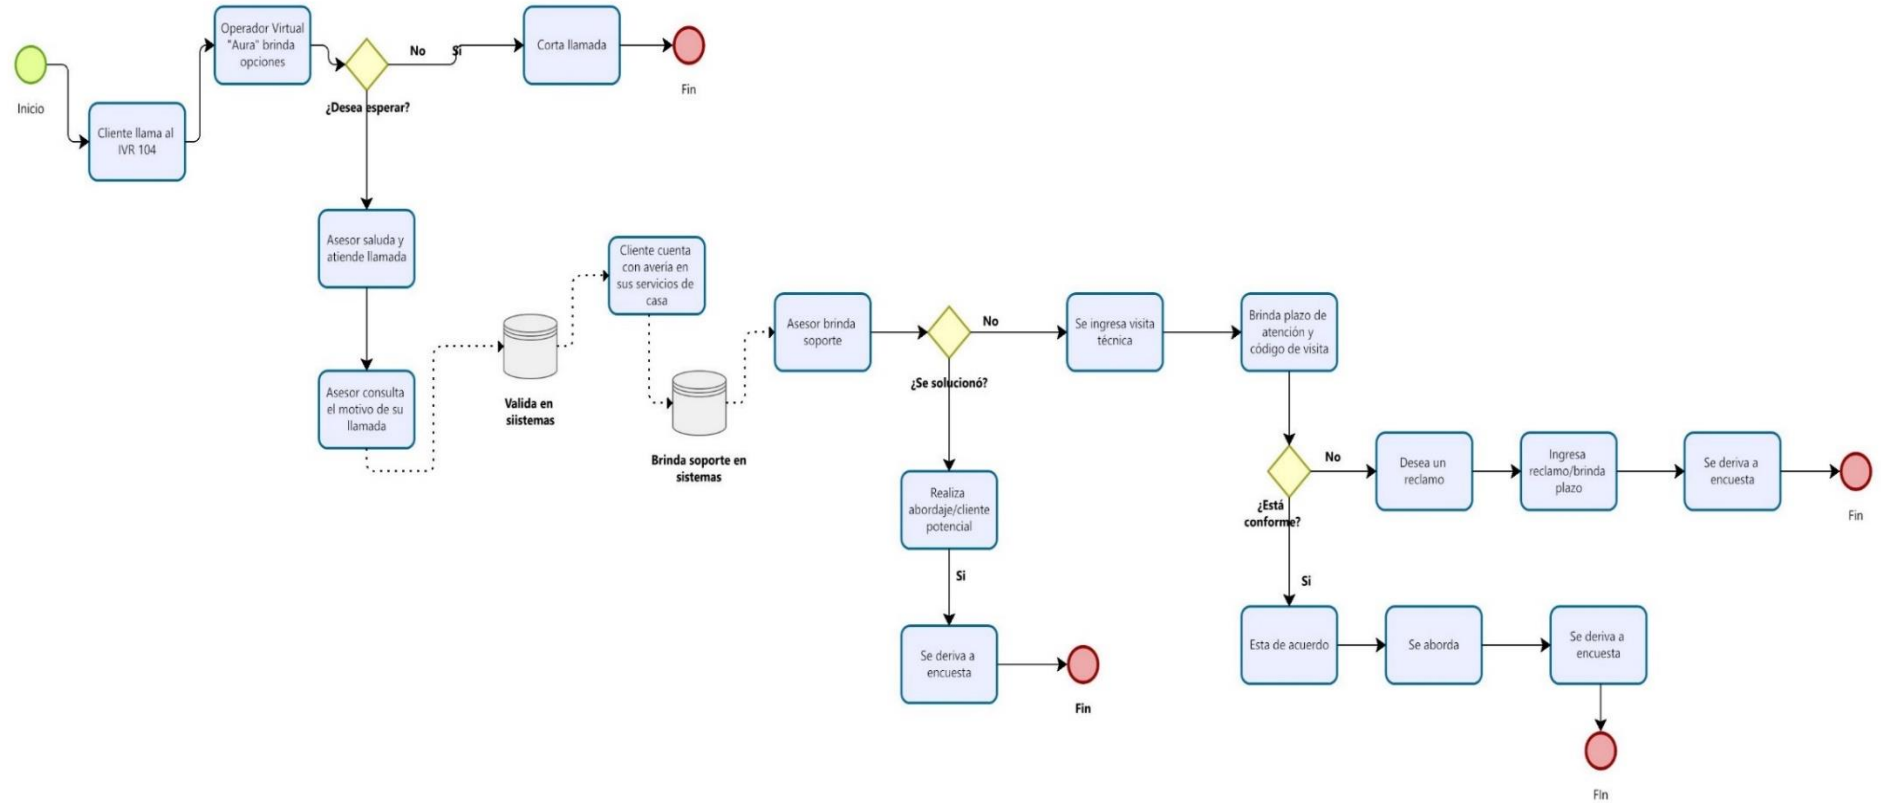 Inicio
Cliente llama al
IVR 104
Operador Virtual
"Aura" brinda
opciones
¿Desea esperar?
No
Si
Corta llamada
Fin
Asesor saluda y
atiende llamada
Asesor consulta
el motivo de su
llamada
Valida en
siistemas
Cliente cuenta
con averia en
sus servicios de
casa
Brinda soporte en
sistemas
Asesor brinda
soporte
¿Se solucionó?
No
Se ingresa visita
técnica
Brinda plazo de
atención y
código de visita
Realiza
abordaje/cliente
potencial
Si
Se deriva a
encuesta
Fin
¿Está
conforme?
No
Desea un
reclamo
Ingresa
reclamo/brinda
plazo
Se deriva a
encuesta
Fin
Si
Esta de acuerdo
Se aborda
Se deriva a
encuesta
FIn